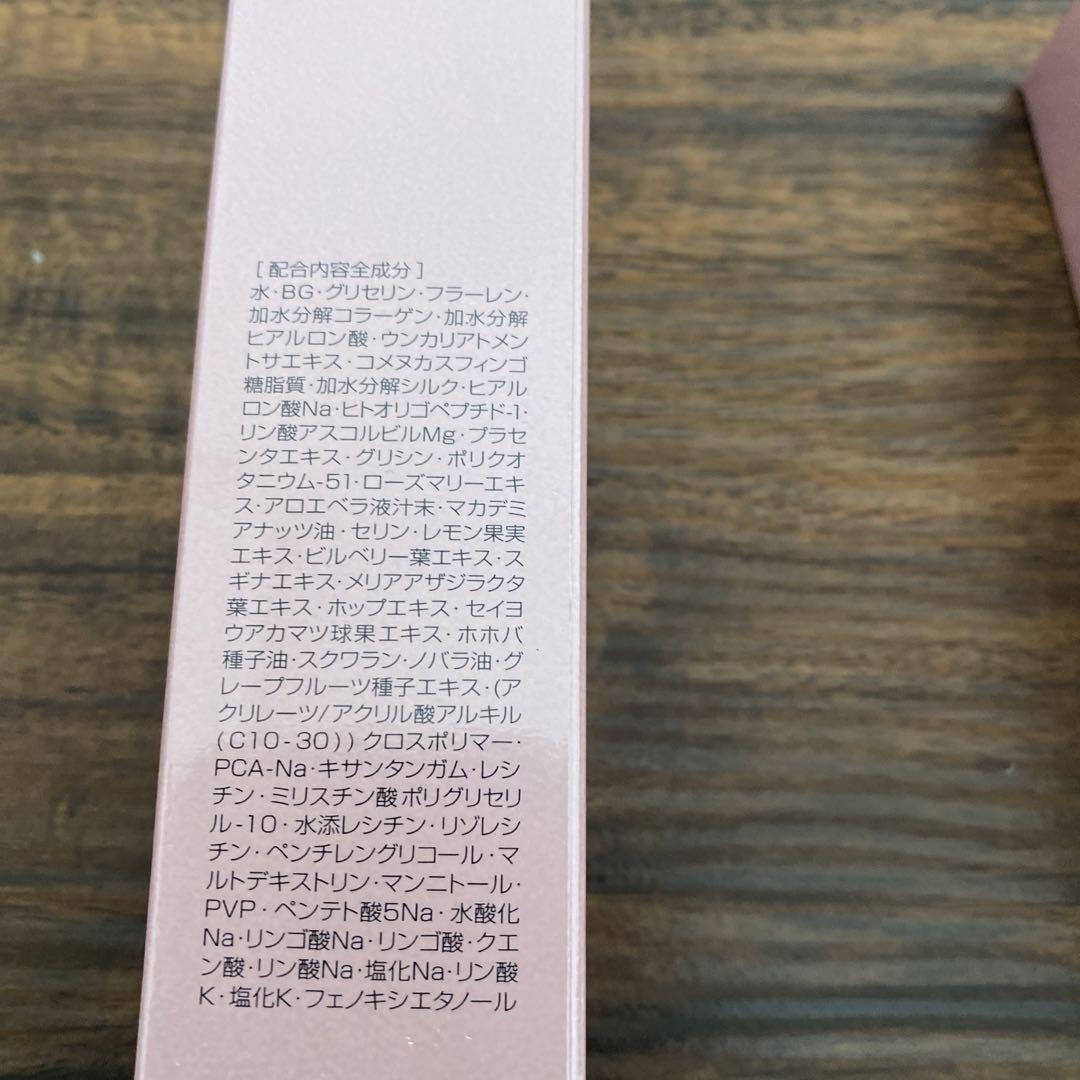 [配合内容全成分]
水・BG・グリセリン・フラーレン・
加水分解コラーゲン・加水分解
ヒアルロン酸・ウンカリアトメン
トサエキス・コメヌカスフィンゴ
糖脂質・加水分解シルク・ヒアル
ロン酸Na・ヒトオリゴペプチド-1・
リン酸アスコルビルMg・プラセ
ンタエキス・グリシン・ポリクオ
タニウム-51・ローズマリーエキ
ス・アロエベラ液汁末・マカデミ
アナッツ油・セリン・レモン果実
エキス・ビルベリー葉エキス・ス
ギナエキス・メリアアザジラクタ
葉エキス・ホップエキス・セイヨ
ウアカマツ球果エキス・ホホバ
種子油・スクワラン・ノバラ油・グ
レープフルーツ種子エキス・(ア
クリレーツ/アクリル酸アルキル
(C10-30))クロスポリマー・
PCA-Na・キサンタンガム・レシ
チン・ミリスチン酸ポリグリセリ
ル-10・水添レシチン・リゾレシ
チン・ペンチレングリコール・マ
ルトデキストリン・マンニトール・
PVP・ペンテト酸5Na・水酸化
Na・リンゴ酸Na・リンゴ酸・クエ
ン酸・リン酸Na・塩化Na・リン酸
K・塩化K・フェノキシエタノール